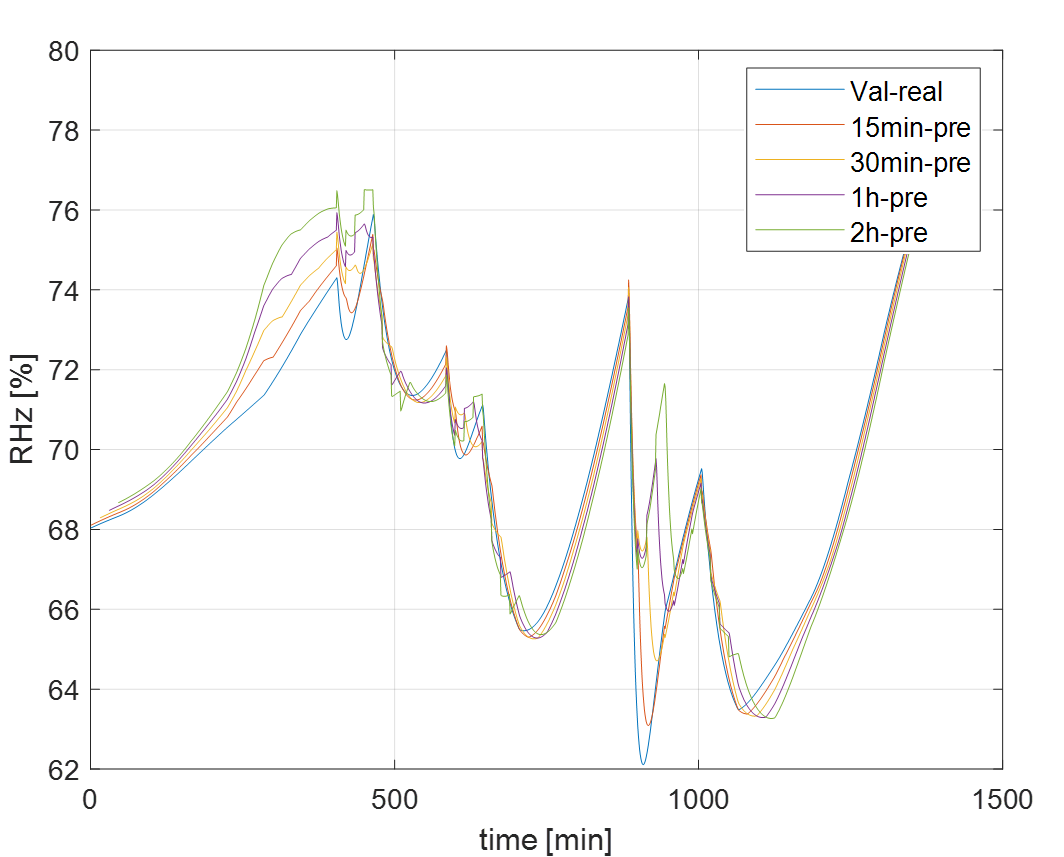 80
78
76
74
72
70
68
66
64
62
RHz [%]
0
500
1000
1500
time [min]
Val-real
15min-pre
30min-pre
1h-pre
2h-pre